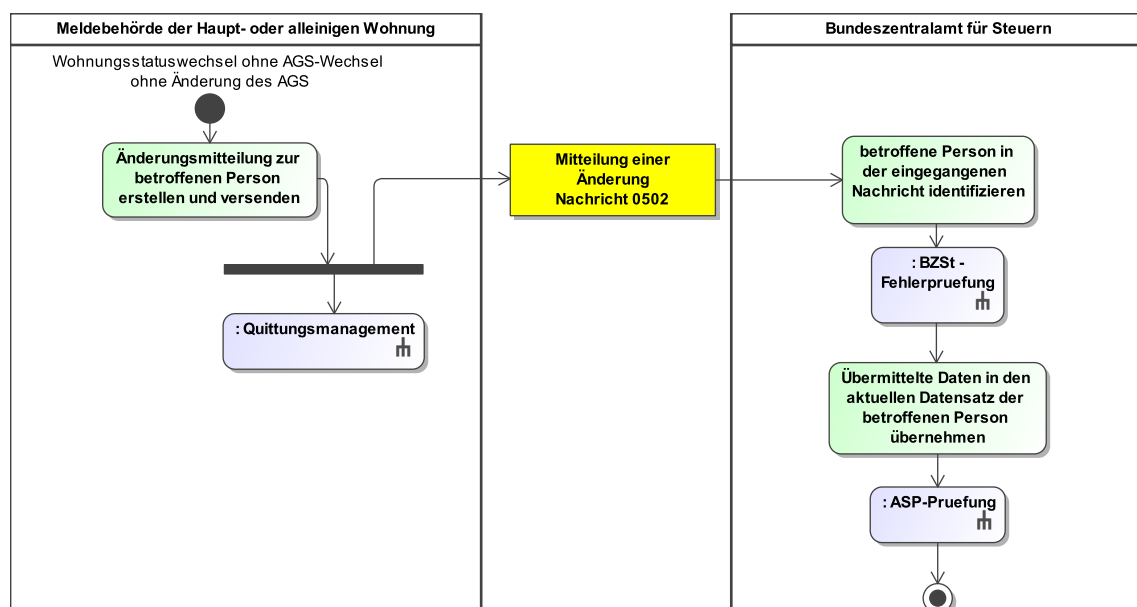 Meldebehörde der Haupt- oder alleinigen Wohnung
Wohnungsstatuswechsel ohne AGS-Wechsel
ohne Änderung des AGS
Änderungsmitteilung zur
betroffenen Person
erstellen und versenden
: Quittungsmanagement
Mitteilung einer
Änderung
Nachricht 0502
Bundeszentralamt für Steuern
betroffene Person in
der eingegangenen
Nachricht identifizieren
: BZSt -
Fehlerpruefung
Übermittelte Daten in den
aktuellen Datensatz der
betroffenen Person
übernehmen
: ASP-Pruefung